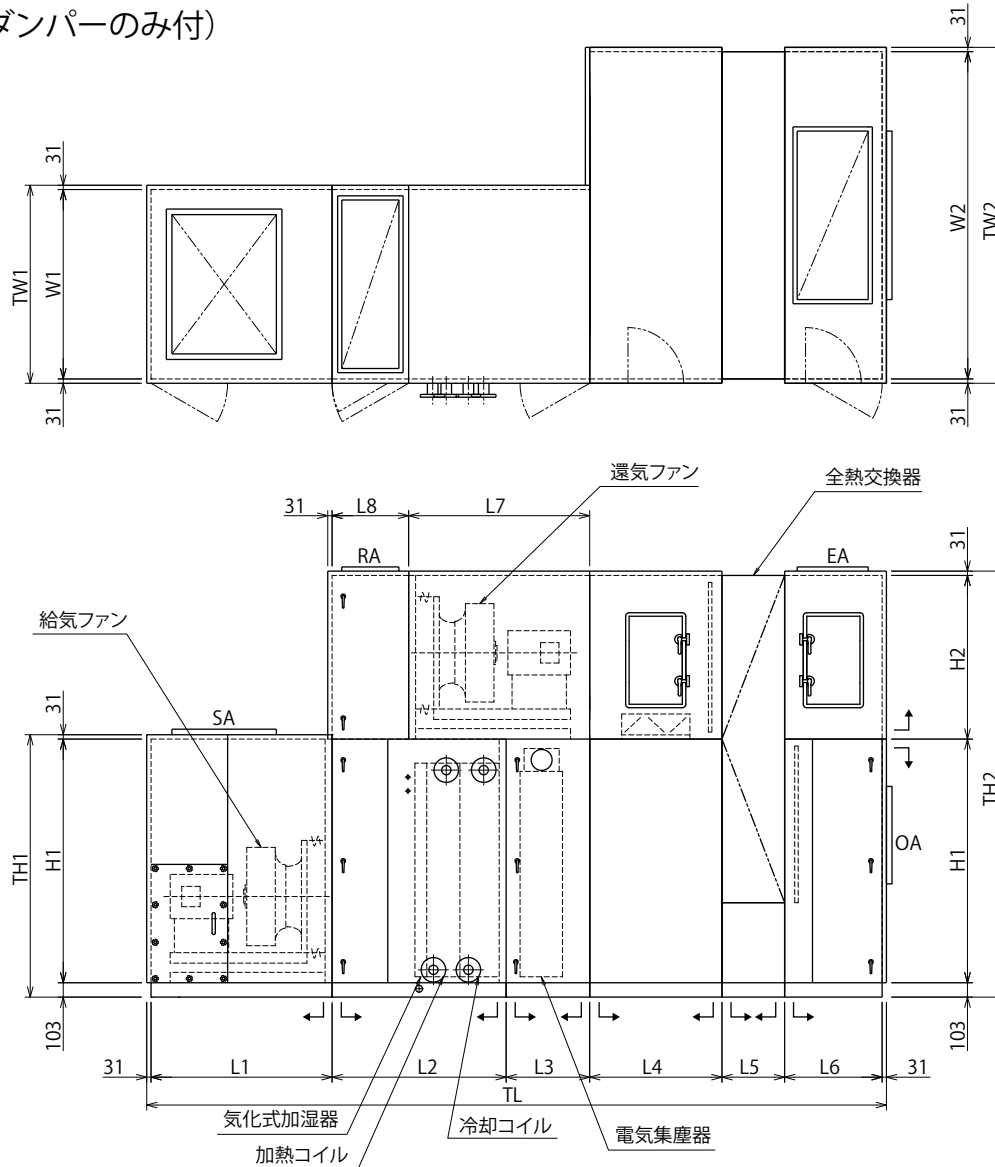 ダンパーのみ付）
31
31
TW1
W1
31
W2
TW2
31
還気ファン
全熱交換器
31
L8
L7
31
RA
EA
給気ファン
H2
31
SA
TH2
TH1
H1
OA
H1
103
103
31
L1
L2
L3
L4
L5
L6
31
TL
気化式加湿器
冷却コイル
電気集塵器
加熱コイル